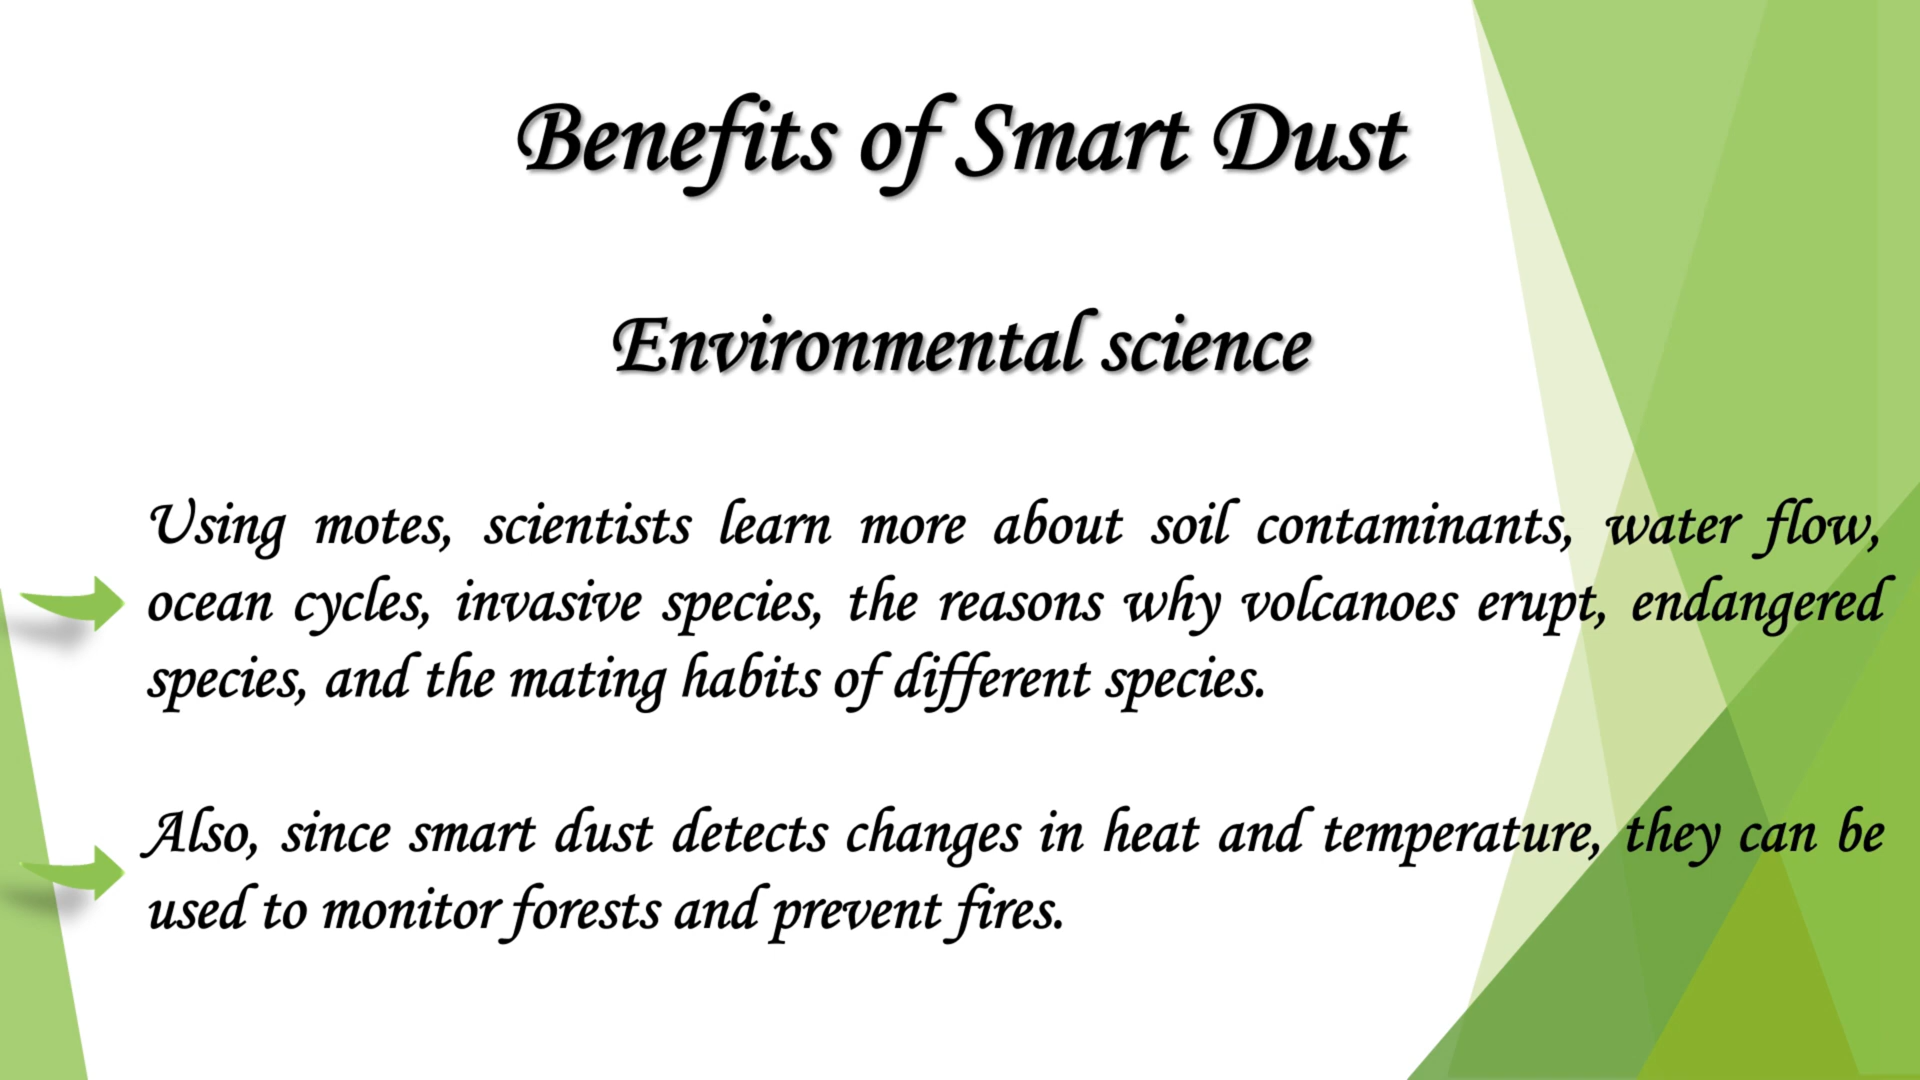 Benefits of Smart Dust
Environmental science
Using motes, scientists learn more about soil contaminants, water flow,
ocean cycles, invasive species, the reasons why volcanoes erupt, endangered
species, and the mating habits of different species.
Also, since smart dust detects changes in heat and temperature, they can be
used to monitor forests and prevent fires.